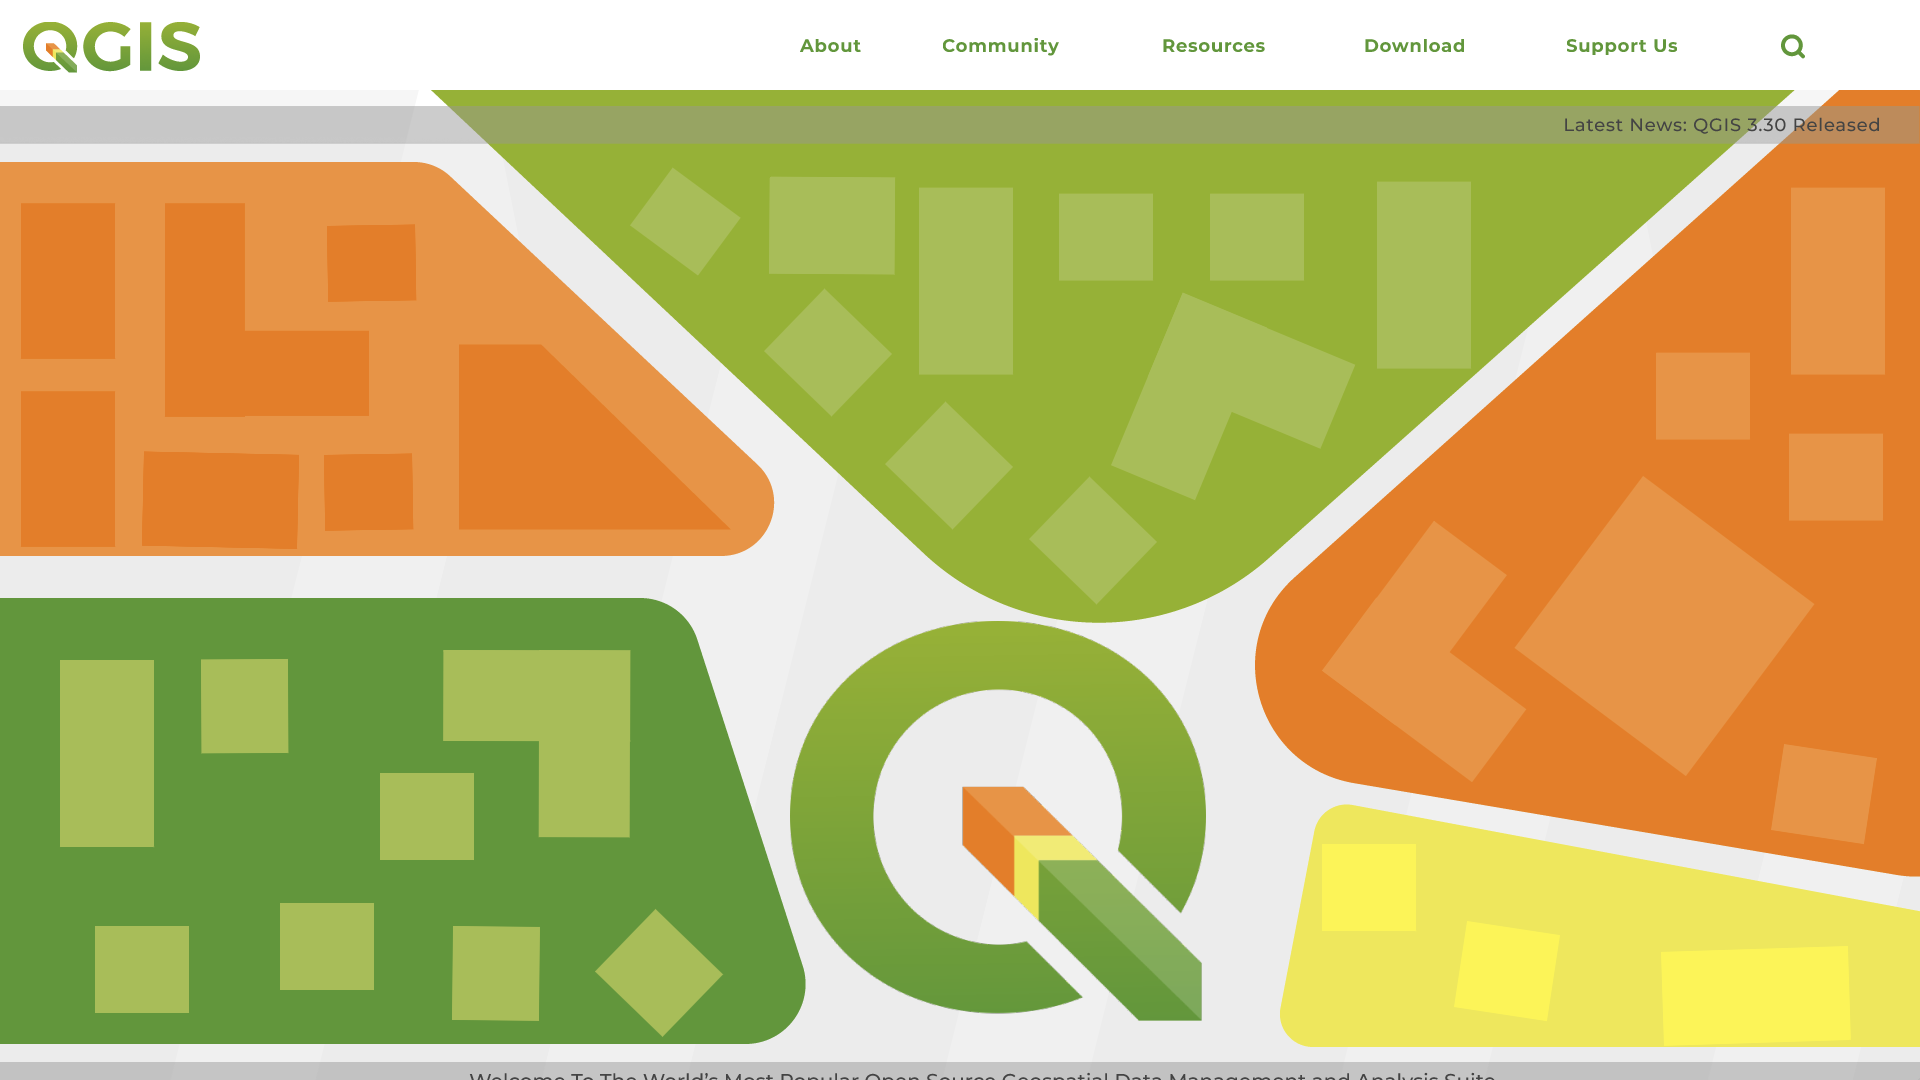 QGIS
About
Community
Resources
Download
Support Us
Latest News: QGIS 3.30 Released
Welcome To The World's Most Popular Open Source Geospatial Data Management and Analysis Suite